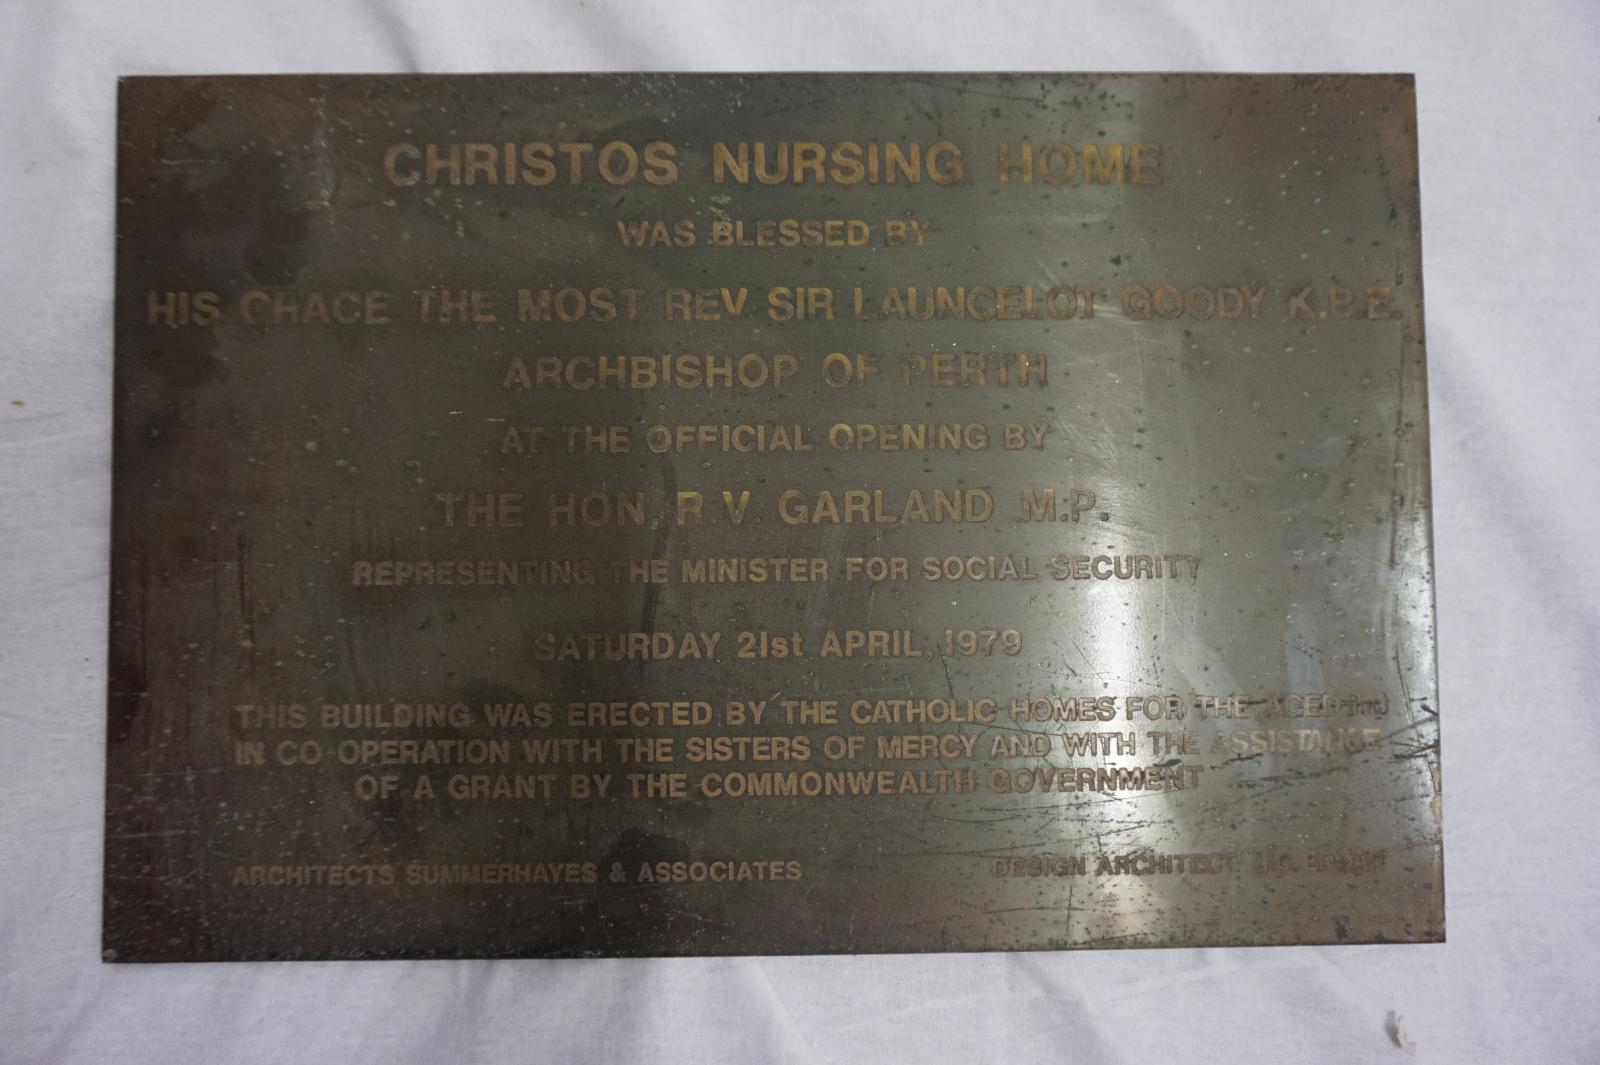 CHRISTOS NURSING HOME
WAS BLESSED BY
HIS GRACE THE MOST REV. SIR LAUNCELOT GOODY K.B.E.
ARCHBISHOP OF PERTH
AT THE OFFICIAL OPENING BY
THE HON. R.V. GARLAND M.P.
REPRESENTING THE MINISTER FOR SOCIAL SECURITY
SATURDAY 21st APRIL, 1979
THIS BUILDING WAS ERECTED BY THE CATHOLIC HOMES FOR THE AGED (Inc)
IN CO-OPERATION WITH THE SISTERS OF MERCY AND WITH THE ASSISTANCE
OF A GRANT BY THE COMMONWEALTH GOVERNMENT
ARCHITECTS SUMMERHAYES & ASSOCIATES
DESIGN ARCHITECT